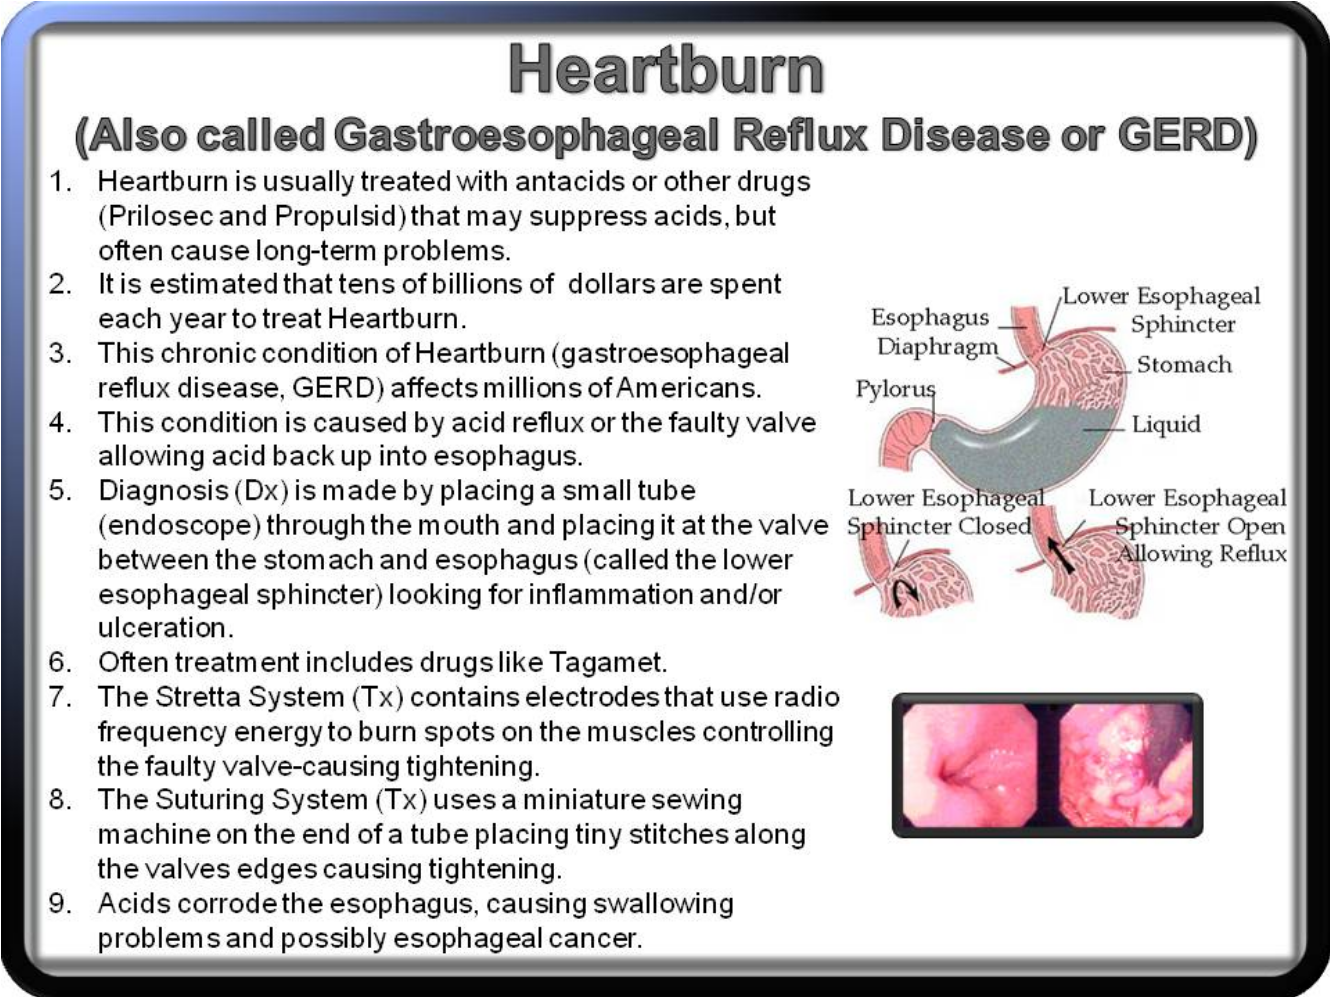 Heartburn
(Also called Gastroesophageal Reflux Disease or GERD)
1. Heartburn is usually treated with antacids or other drugs
(Prilosec and Propulsid) that may suppress acids, but
often cause long-term problems.
2. It is estimated that tens of billions of dollars are spent
each year to treat Heartburn.
3. This chronic condition of Heartburn (gastroesophageal
reflux disease, GERD) affects millions of Americans.
4. This condition is caused by acid reflux or the faulty valve
allowing acid back up into esophagus.
5. Diagnosis (Dx) is made by placing a small tube
(endoscope) through the mouth and placing it at the valve
between the stomach and esophagus (called the lower
esophageal sphincter) looking for inflammation and/or
ulceration.
6. Often treatment includes drugs like Tagamet.
7. The Stretta System (Tx) contains electrodes that use radio
frequency energy to burn spots on the muscles controlling
the faulty valve-causing tightening.
8. The Suturing System (Tx) uses a miniature sewing
machine on the end of a tube placing tiny stitches along
the valves edges causing tightening.
9. Acids corrode the esophagus, causing swallowing
problems and possibly esophageal cancer.
Lower Esophageal
Sphincter
Esophagus
Diaphragm
Stomach
Pylorus
Liquid
Lower Esophageal
Sphincter Closed
Lower Esophageal
Sphincter Open
Allowing Reflux